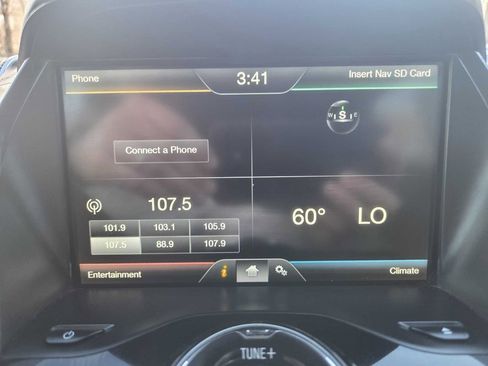 Phone 3:41 Insert Nav SD Card
W S E
Connect a Phone
107.5
60° LO
101.9 103.1 105.9
107.5 88.9 107.9
Entertainment i Climate
TUNE+